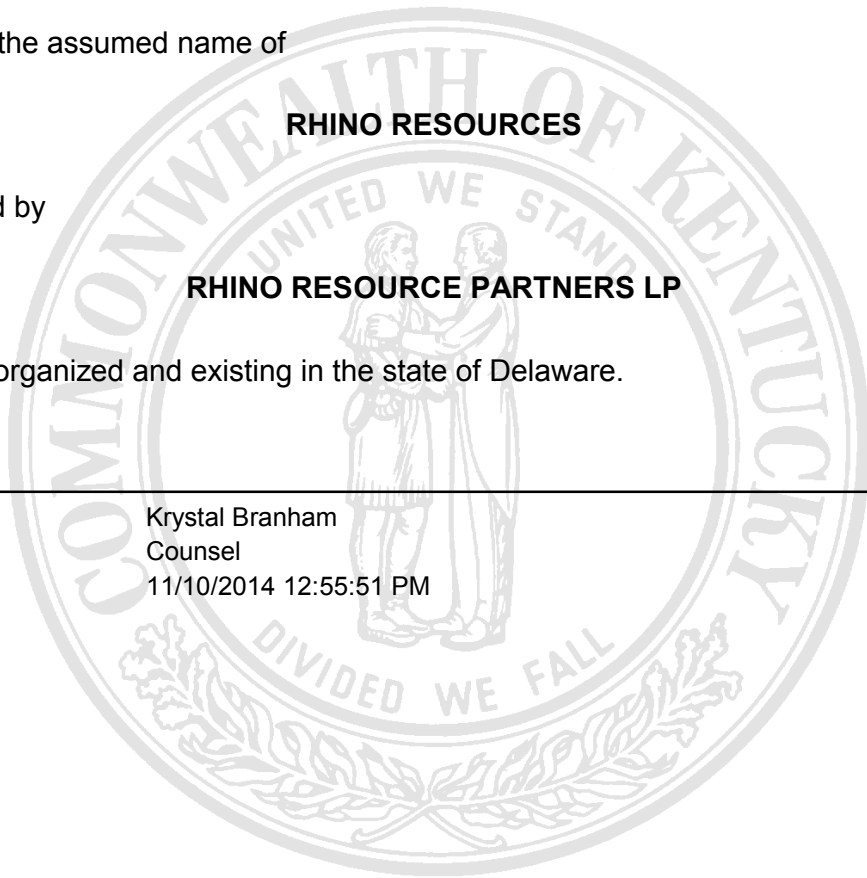 the assumed name of
RHINO RESOURCES
d by
RHINO RESOURCE PARTNERS LP
organized and existing in the state of Delaware.
Krystal Branham
Counsel
11/10/2014 12:55:51 PM
COMMONWEALTH OF KENTUCKY
UNITED WE STAND
DIVIDED WE FALL